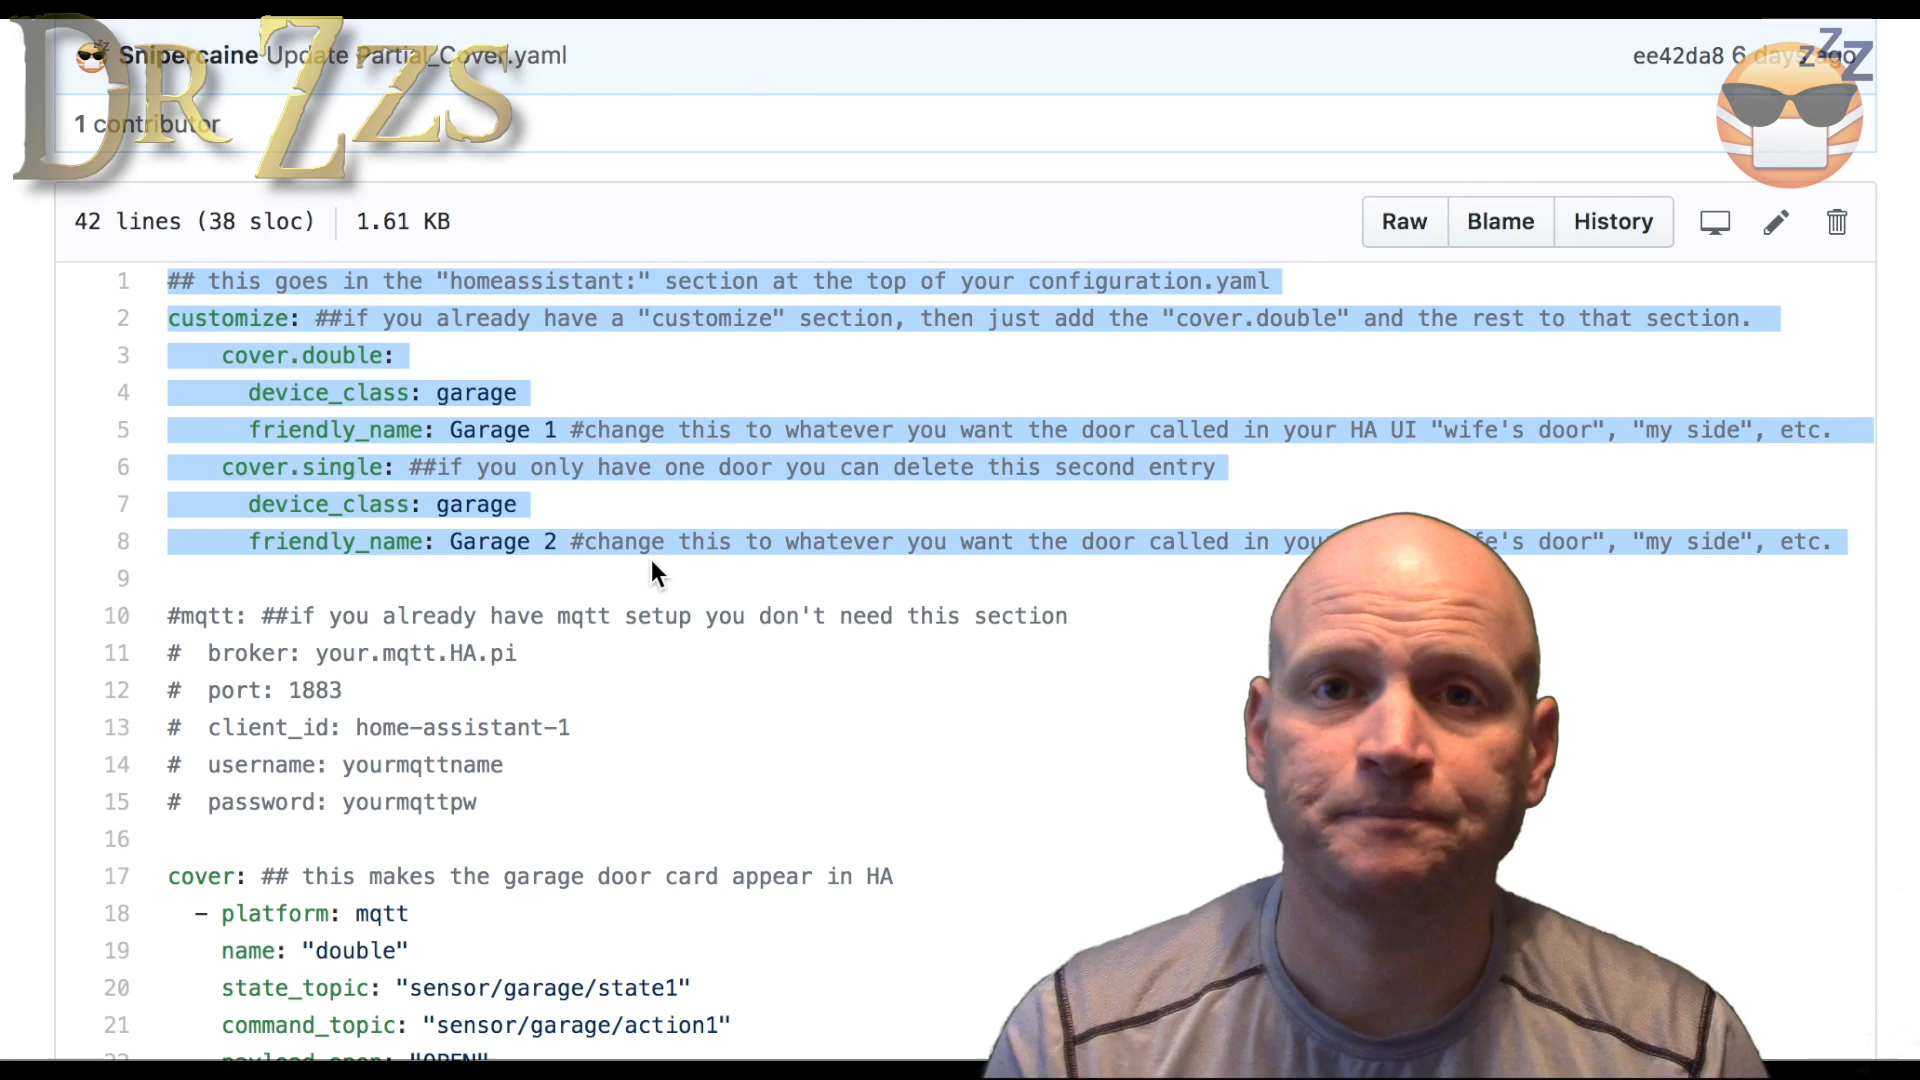 DR ZZS
Snipercaine Update Partial_Cover.yaml
ee42da8 6 days ago
zZZ
1 contributor
42 lines (38 sloc) 1.61 KB
Raw Blame History
1 ## this goes in the "homeassistant:" section at the top of your configuration.yaml
2 customize: ##if you already have a "customize" section, then just add the "cover.double" and the rest to that section.
3 cover.double:
4 device_class: garage
5 friendly_name: Garage 1 #change this to whatever you want the door called in your HA UI "wife's door", "my side", etc.
6 cover.single: ##if you only have one door you can delete this second entry
7 device_class: garage
8 friendly_name: Garage 2 #change this to whatever you want the door called in door", "my side", etc.
9
10 #mqtt: ##if you already have mqtt setup you don't need this section
11 # broker: your.mqtt.HA.pi
12 # port: 1883
13 # client_id: home-assistant-1
14 # username: yourmqttname
15 # password: yourmqttpw
16
17 cover: ## this makes the garage door card appear in HA
18 - platform: mqtt
19 name: "double"
20 state_topic: "sensor/garage/state1"
21 command_topic: "sensor/garage/action1"